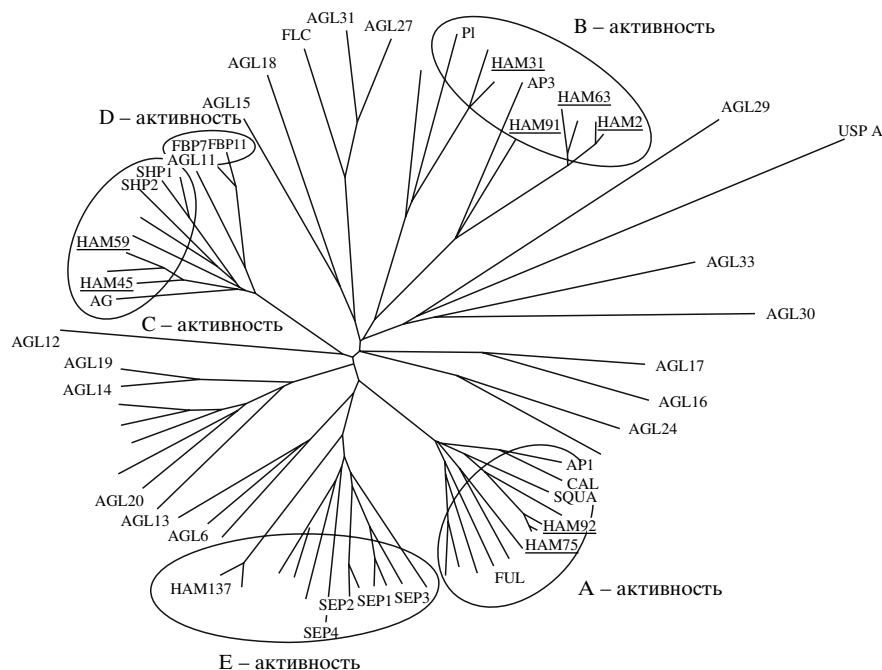 AGL31
FLC
AGL27
B – активность
PI
AGL18
HAM31
AP3
AGL15
HAM63
D – активность
AGL29
HAM91
HAM2
USP A
FBP7
FBP11
AGL11
SHP1
SHP2
HAM59
AGL33
HAM45
AG
AGL30
C – активность
AGL12
AGL19
AGL17
AGL14
AGL16
AGL24
AP1
CAL
SQUA
AGL20
AGL13
HAM92
AGL6
HAM75
HAM137
FUL
A – активность
SEP2
SEP1
SEP3
SEP4
E – активность